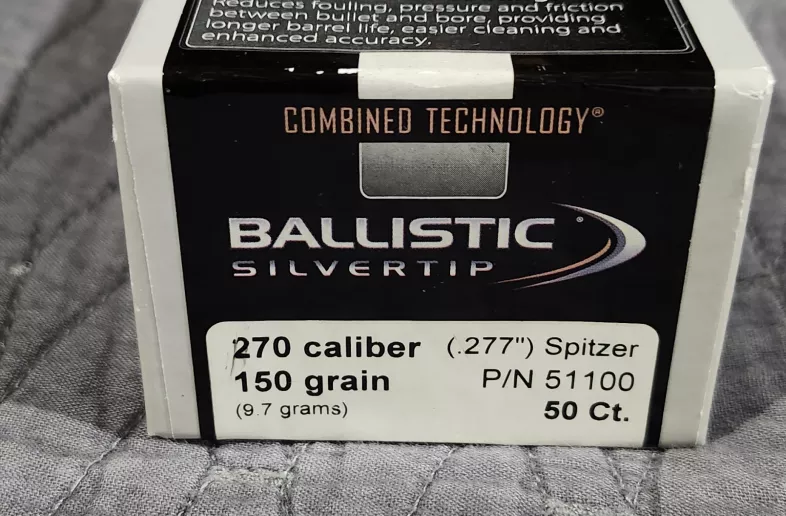 Reduces fouling, pressure and friction
between bullet and bore, providing
longer barrel life, easier cleaning and
enhanced accuracy.
COMBINED TECHNOLOGY®
BALLISTIC®
SILVERTIP
270 caliber (.277") Spitzer
150 grain P/N 51100
(9.7 grams) 50 Ct.